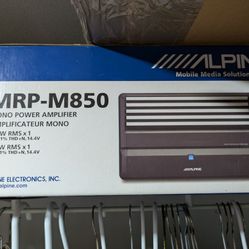 ALPINE
Mobile Media Solution
MRP-M850
ONO POWER AMPLIFIER
MPLIFICATEUR MONO
W RMS x 1
1% THD+N, 14.4V
W RMS x 1
1% THD+N, 14.4V
NE ELECTRONICS, INC.
alpine.com
ALPINE